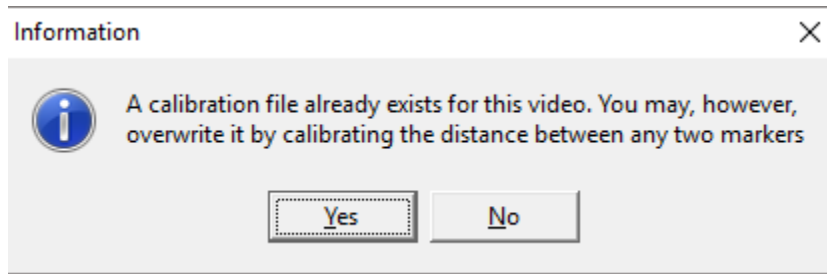 Information
A calibration file already exists for this video. You may, however,
overwrite it by calibrating the distance between any two markers
Yes
No